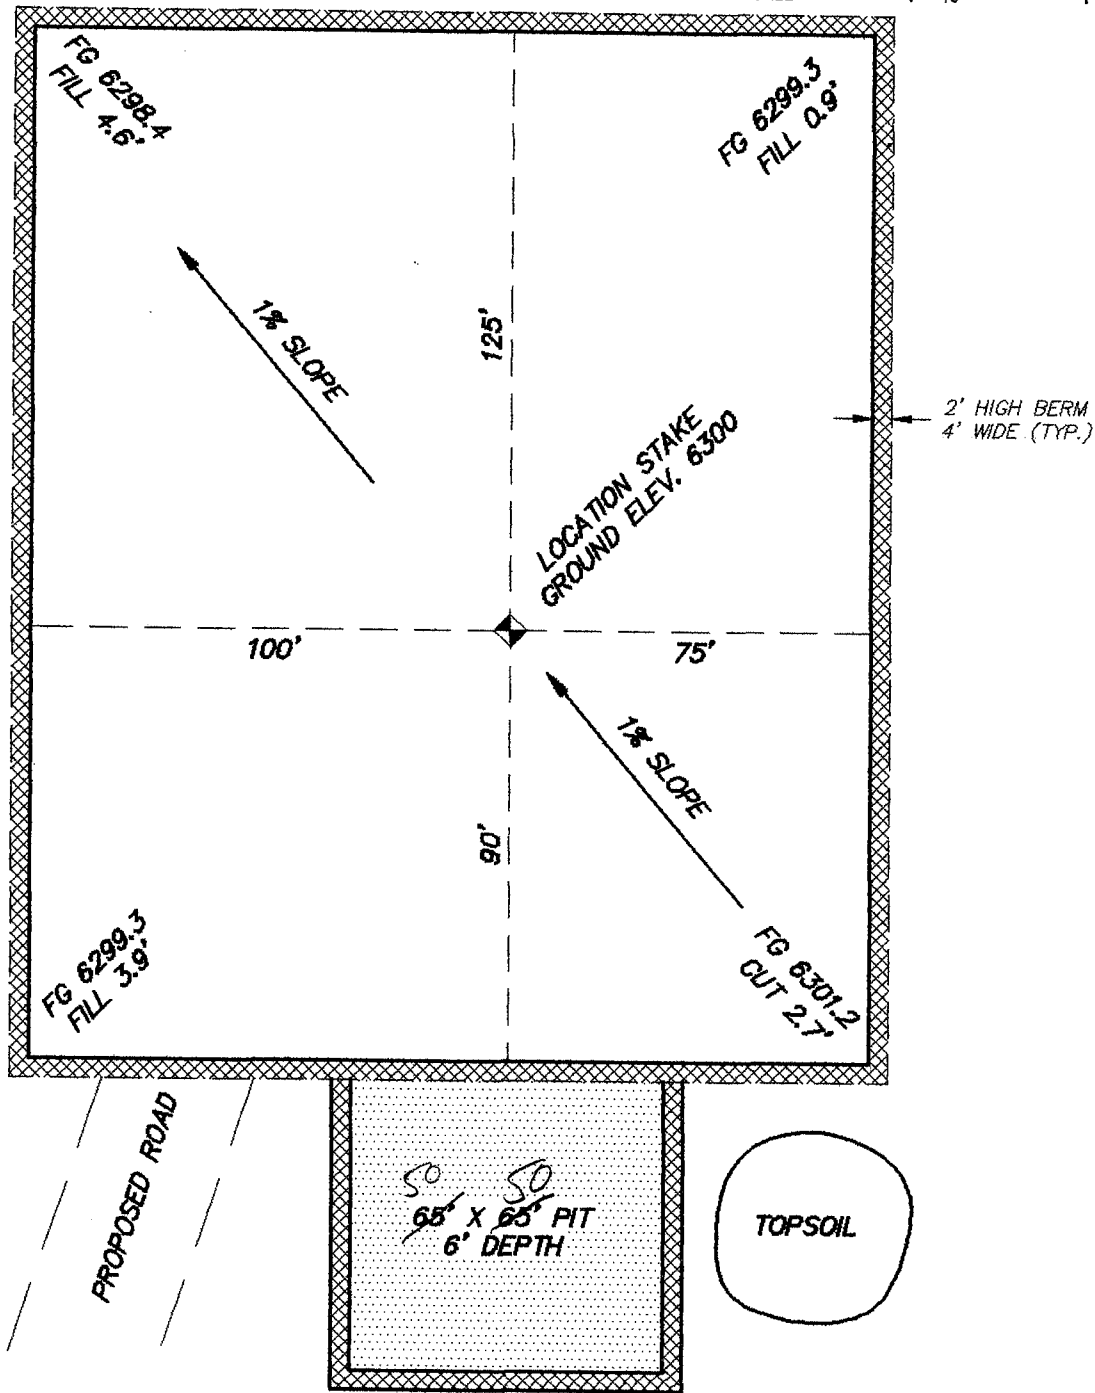 FG 6298.4
FILL 4.6'
FG 6299.3
FILL 0.9'
1% SLOPE
125'
2' HIGH BERM
4' WIDE (TYP.)
LOCATION STAKE
GROUND ELEV. 6300
100'
75'
1% SLOPE
90'
FG 6299.3
FILL 3.9'
FG 6301.2
CUT 2.7'
PROPOSED ROAD
50 50
65' X 65' PIT
6' DEPTH
TOPSOIL